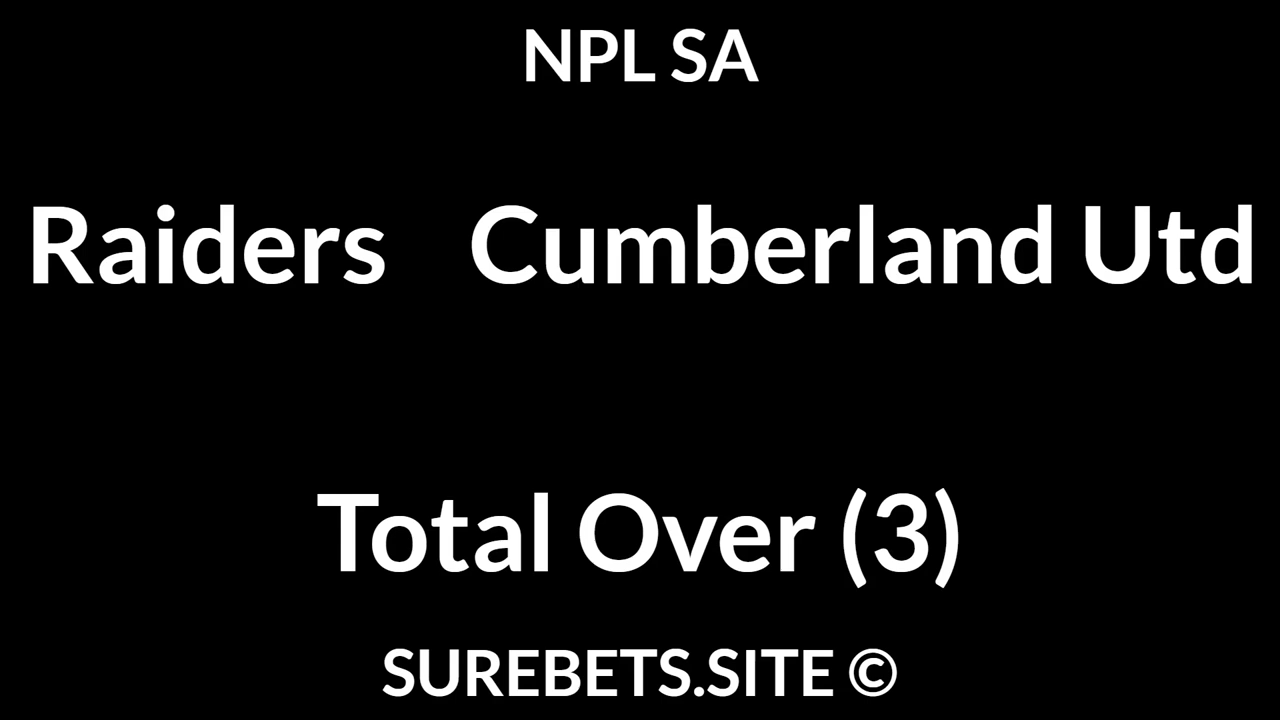 NPL SA
Raiders Cumberland Utd
Total Over (3)
SUREBETS.SITE ©